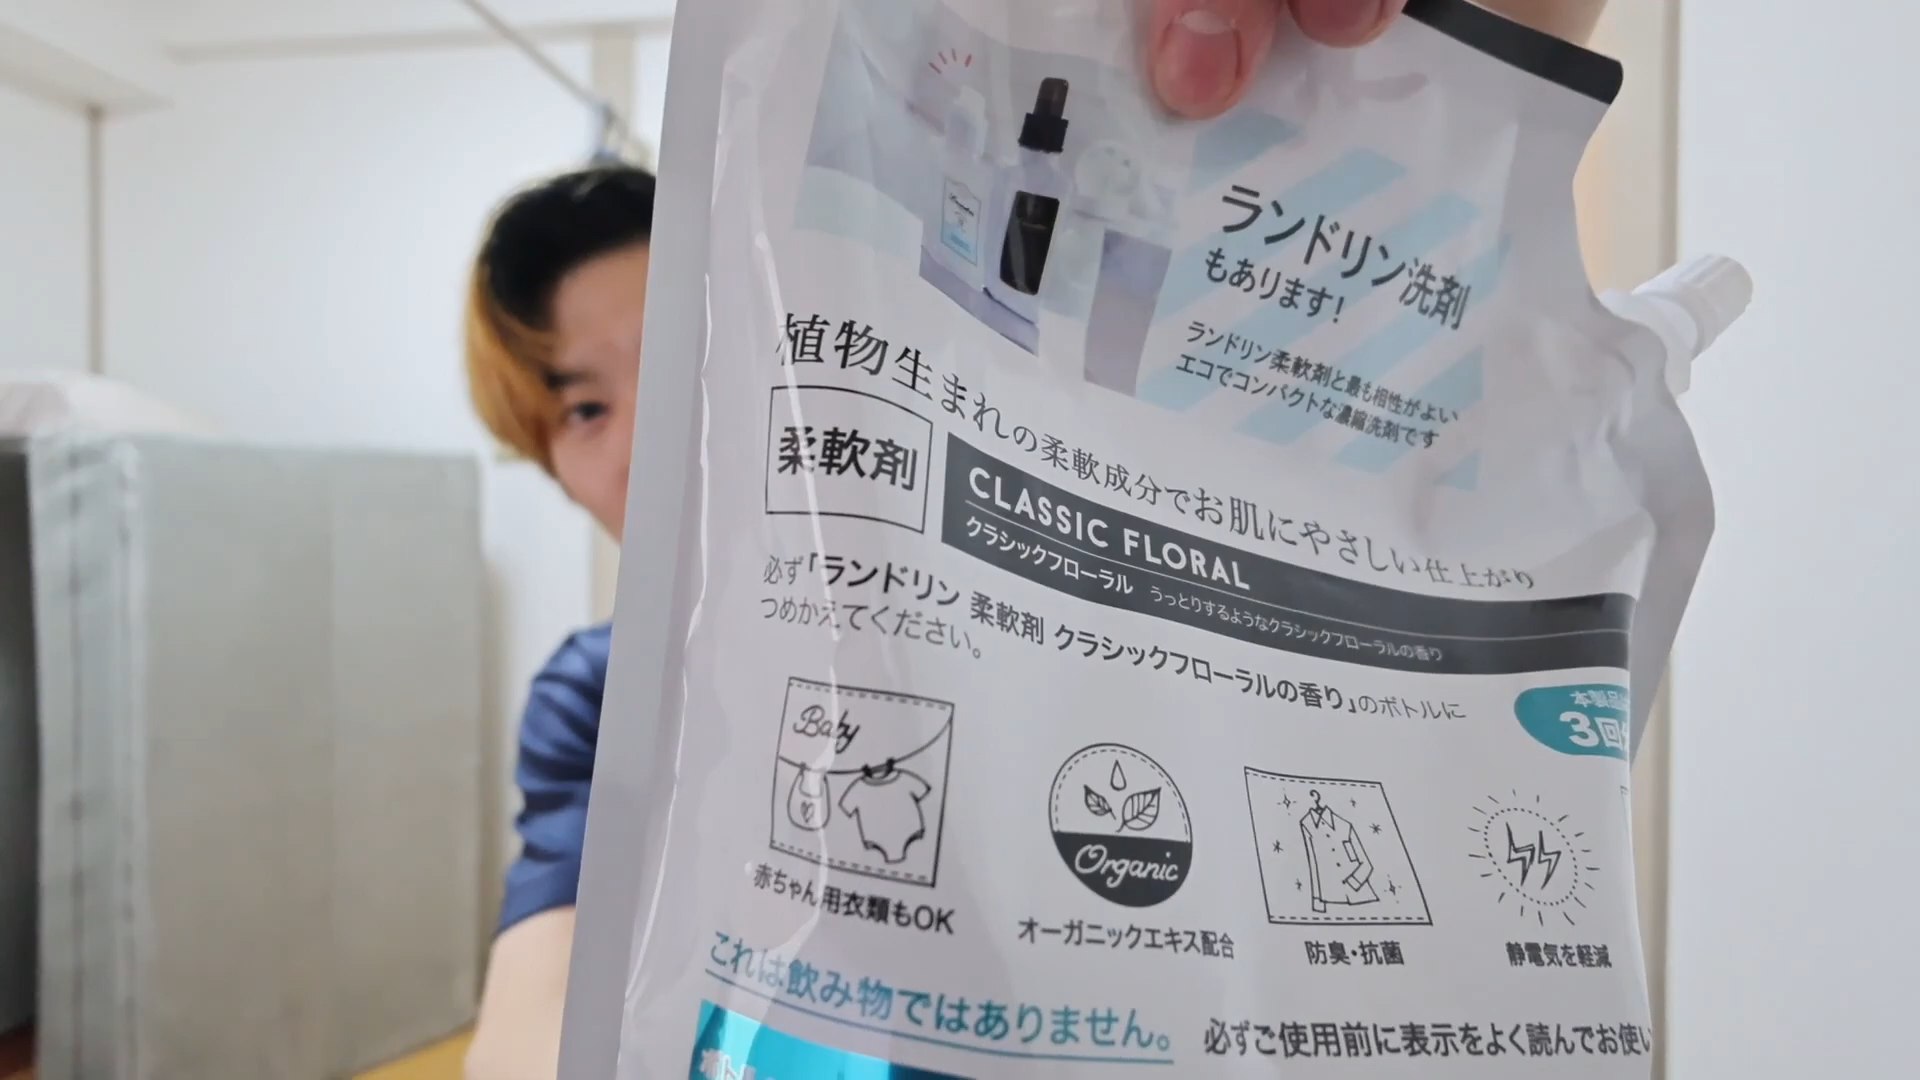 ランドリン洗剤
もあります!
ランドリン柔軟剤と最も相性がよい
エコでコンパクトな濃縮洗剤です
植物生まれの柔軟成分でお肌にやさしい仕上がり
柔軟剤
CLASSIC FLORAL
クラシックフローラル うっとりするようなクラシックフローラルの香り
必ず「ランドリン 柔軟剤 クラシックフローラルの香り」のボトルに
つめかえてください。
本製品
3回
Baby
Organic
赤ちゃん用衣類もOK
オーガニックエキス配合
防臭・抗菌
静電気を軽減
これは飲み物ではありません。
必ずご使用前に表示をよく読んでお使い